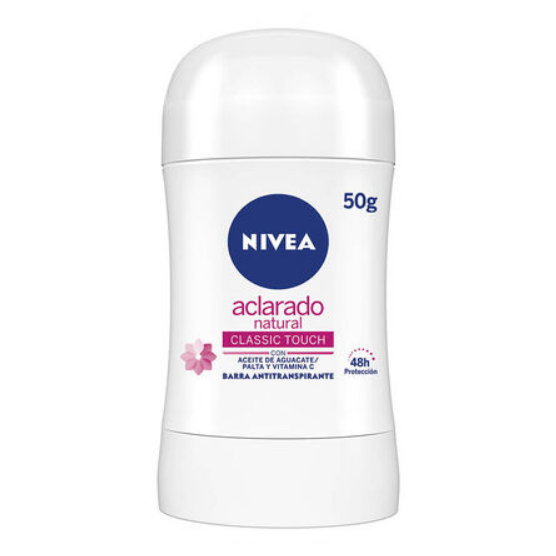 50g
NIVEA
aclarado
natural
CLASSIC TOUCH
CON
ACEITE DE AGUACATE/
PALTA Y VITAMINA C
BARRA ANTITRANSPIRANTE
48h
Protección